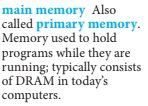 main memory Also
called primary memory.
Memory used to hold
programs while they are
running; typically consists
of DRAM in today's
computers.